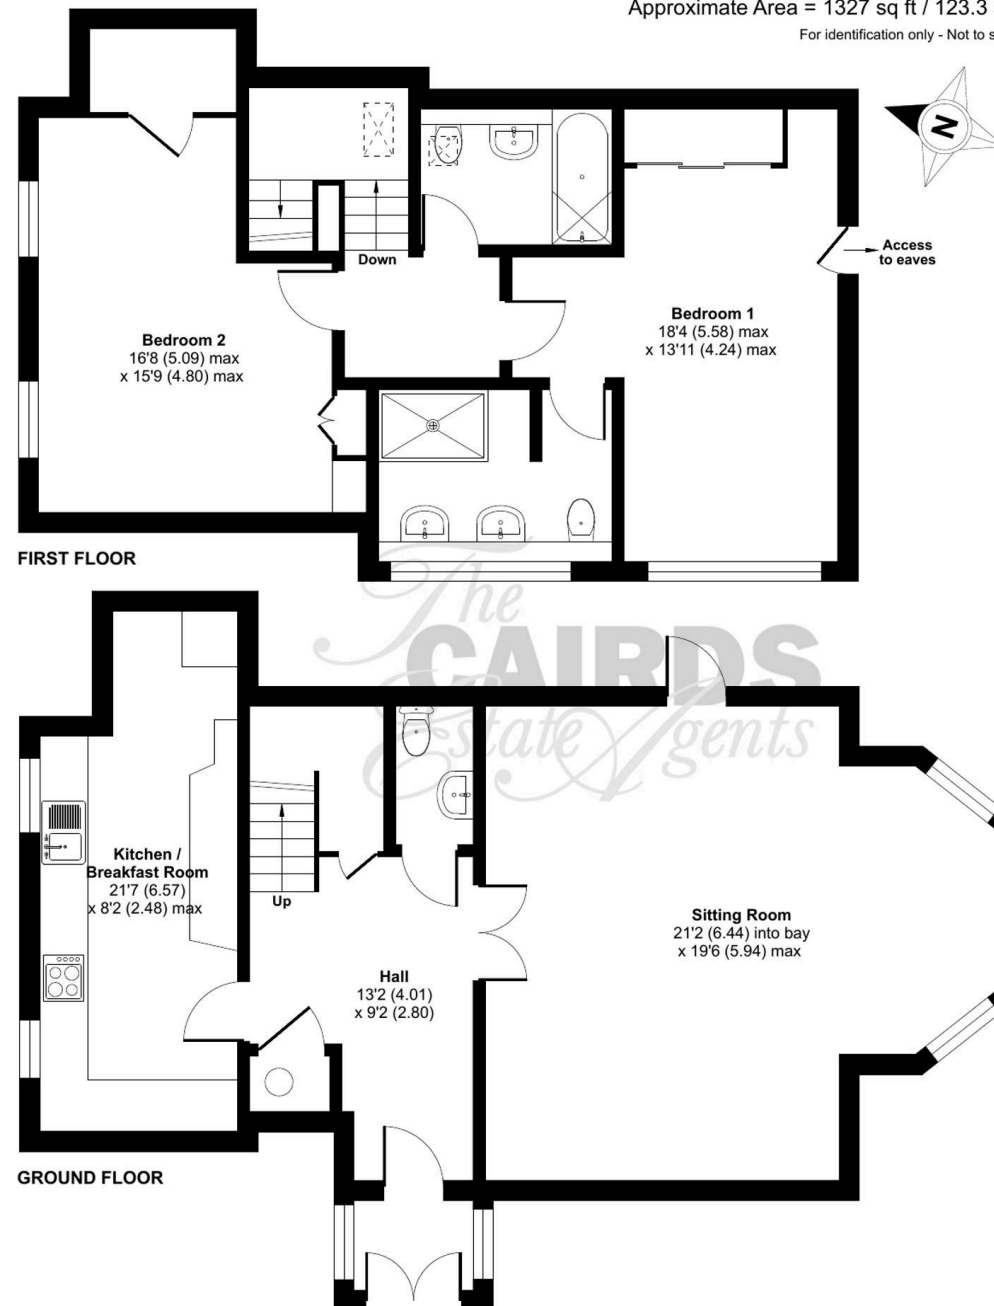 Approximate Area = 1327 sq ft / 123.3
For identification only - Not to s
N
Down
Access
to eaves
Bedroom 1
18'4 (5.58) max
x 13'11 (4.24) max
Bedroom 2
16'8 (5.09) max
x 15'9 (4.80) max
FIRST FLOOR
The
CAIRDS
Estate Agents
Kitchen /
Breakfast Room
21'7 (6.57)
x 8'2 (2.48) max
Up
Hall
13'2 (4.01)
x 9'2 (2.80)
Sitting Room
21'2 (6.44) into bay
x 19'6 (5.94) max
GROUND FLOOR